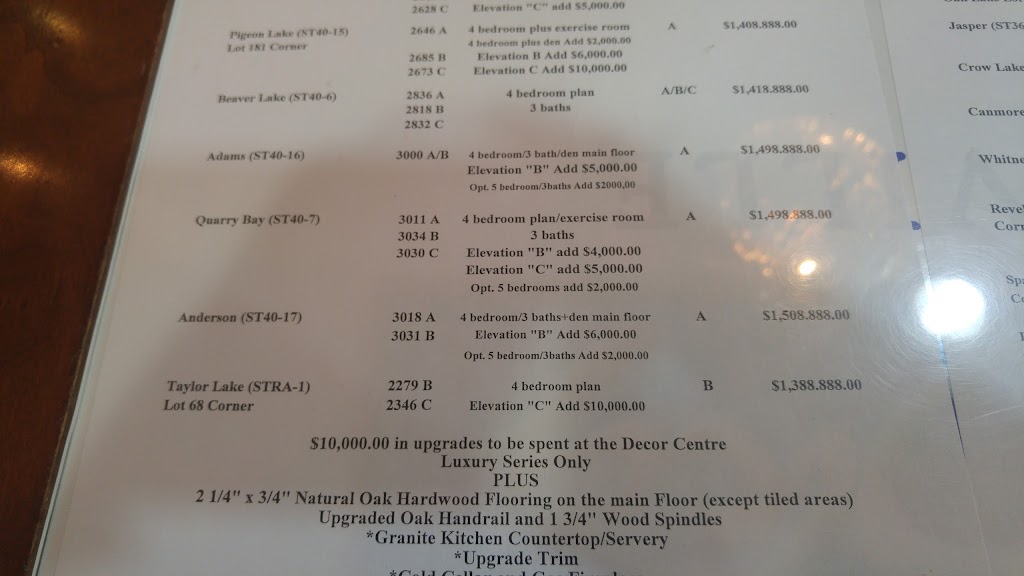 2628 C Elevation "C" add $5,000.00
Pigeon Lake (ST40-15) 2646 A 4 bedroom plus exercise room A $1,408.888.00
Lot 181 Corner 4 bedroom plus den Add $2,000.00
2685 B Elevation B Add $6,000.00
2673 C Elevation C Add $10,000.00
Beaver Lake (ST40-6) 2836 A 4 bedroom plan A/B/C $1,418.888.00
2818 B 3 baths
2832 C
Adams (ST40-16) 3000 A/B 4 bedroom/3 bath/den main floor A $1,498.888.00
Elevation "B" Add $5,000.00
Opt. 5 bedroom/3baths Add $2000,00
Quarry Bay (ST40-7) 3011 A 4 bedroom plan/exercise room A $1,498.888.00
3034 B 3 baths
3030 C Elevation "B" add $4,000.00
Elevation "C" add $5,000.00
Opt. 5 bedrooms add $2,000.00
Anderson (ST40-17) 3018 A 4 bedroom/3 baths+den main floor A $1,508.888.00
3031 B Elevation "B" Add $6,000.00
Opt. 5 bedroom/3baths Add $2,000.00
Taylor Lake (STRA-1) 2279 B 4 bedroom plan B $1,388.888.00
Lot 68 Corner 2346 C Elevation "C" Add $10,000.00
$10,000.00 in upgrades to be spent at the Decor Centre
Luxury Series Only
PLUS
2 1/4" x 3/4" Natural Oak Hardwood Flooring on the main Floor (except tiled areas)
Upgraded Oak Handrail and 1 3/4" Wood Spindles
*Granite Kitchen Countertop/Servery
*Upgrade Trim
Jasper (ST36
Crow Lake
Canmore
Whitne
Reve
Corn
Sp